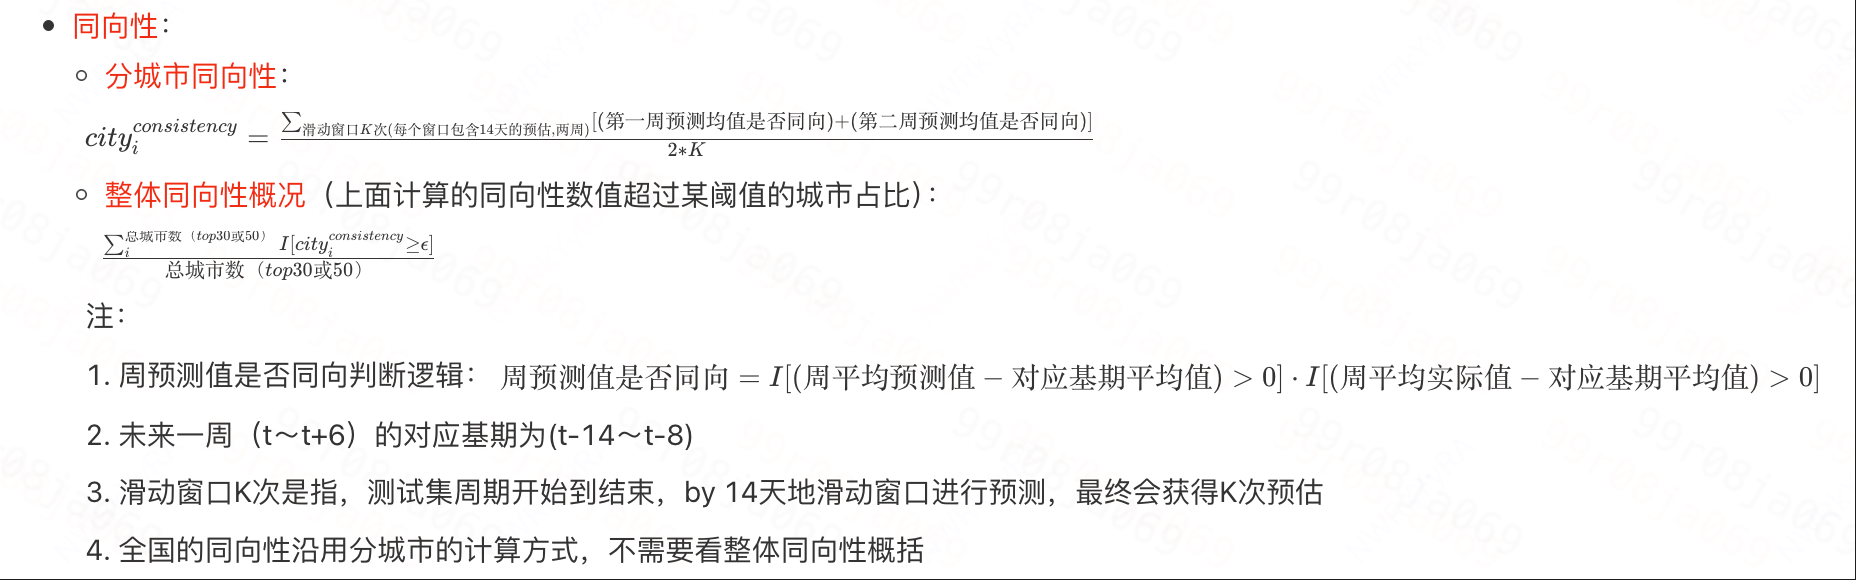 同向性：
分城市同向性：
city_i^{consistency} = \frac{\sum_{滑动窗口K次(每个窗口包含14天的预估,两周)}[(第一周预测均值是否同向)+(第二周预测均值是否同向)]}{2*K}
整体同向性概况（上面计算的同向性数值超过某阈值的城市占比）：
\frac{\sum_i^{总城市数（top30或50）} I[city_i^{consistency} \geq \epsilon]}{总城市数（top30或50）}
注：
1. 周预测值是否同向判断逻辑： 周预测值是否同向 = I[(周平均预测值 − 对应基期平均值) > 0] · I[(周平均实际值 − 对应基期平均值) > 0]
2. 未来一周（t～t+6）的对应基期为(t-14～t-8)
3. 滑动窗口K次是指，测试集周期开始到结束，by 14天地滑动窗口进行预测，最终会获得K次预估
4. 全国的同向性沿用分城市的计算方式，不需要看整体同向性概括
99r08ja069